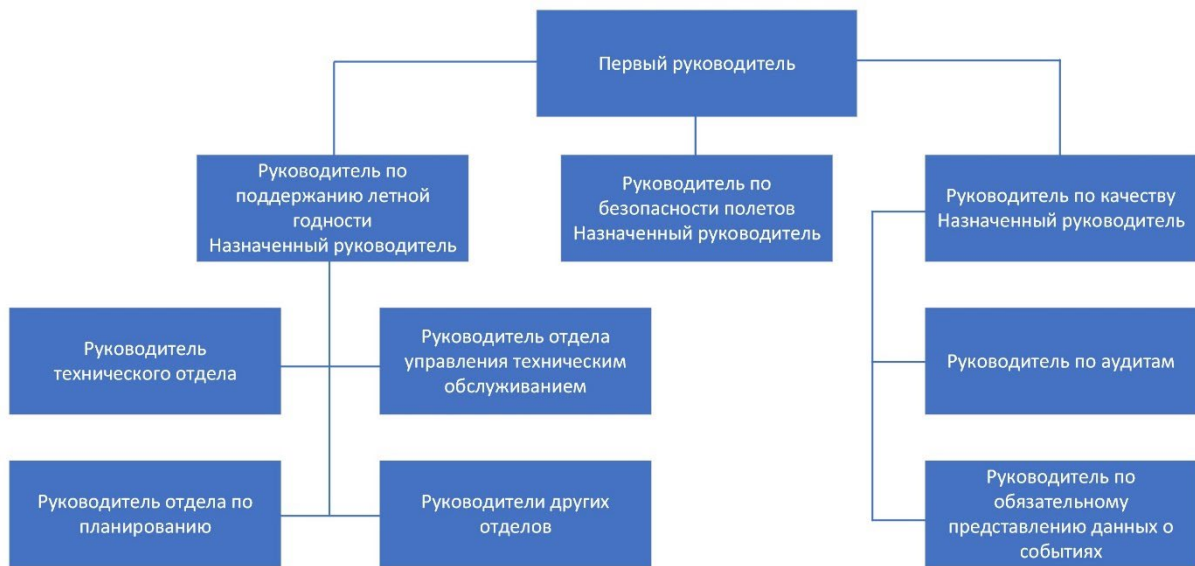 Первый руководитель
Руководитель по
поддержанию летной
годности
Назначенный руководитель
Руководитель по
безопасности полетов
Назначенный руководитель
Руководитель по качеству
Назначенный руководитель
Руководитель
технического отдела
Руководитель отдела
управления техническим
обслуживанием
Руководитель по аудитам
Руководитель отдела по
планированию
Руководители других
отделов
Руководитель по
обязательному
представлению данных о
событиях